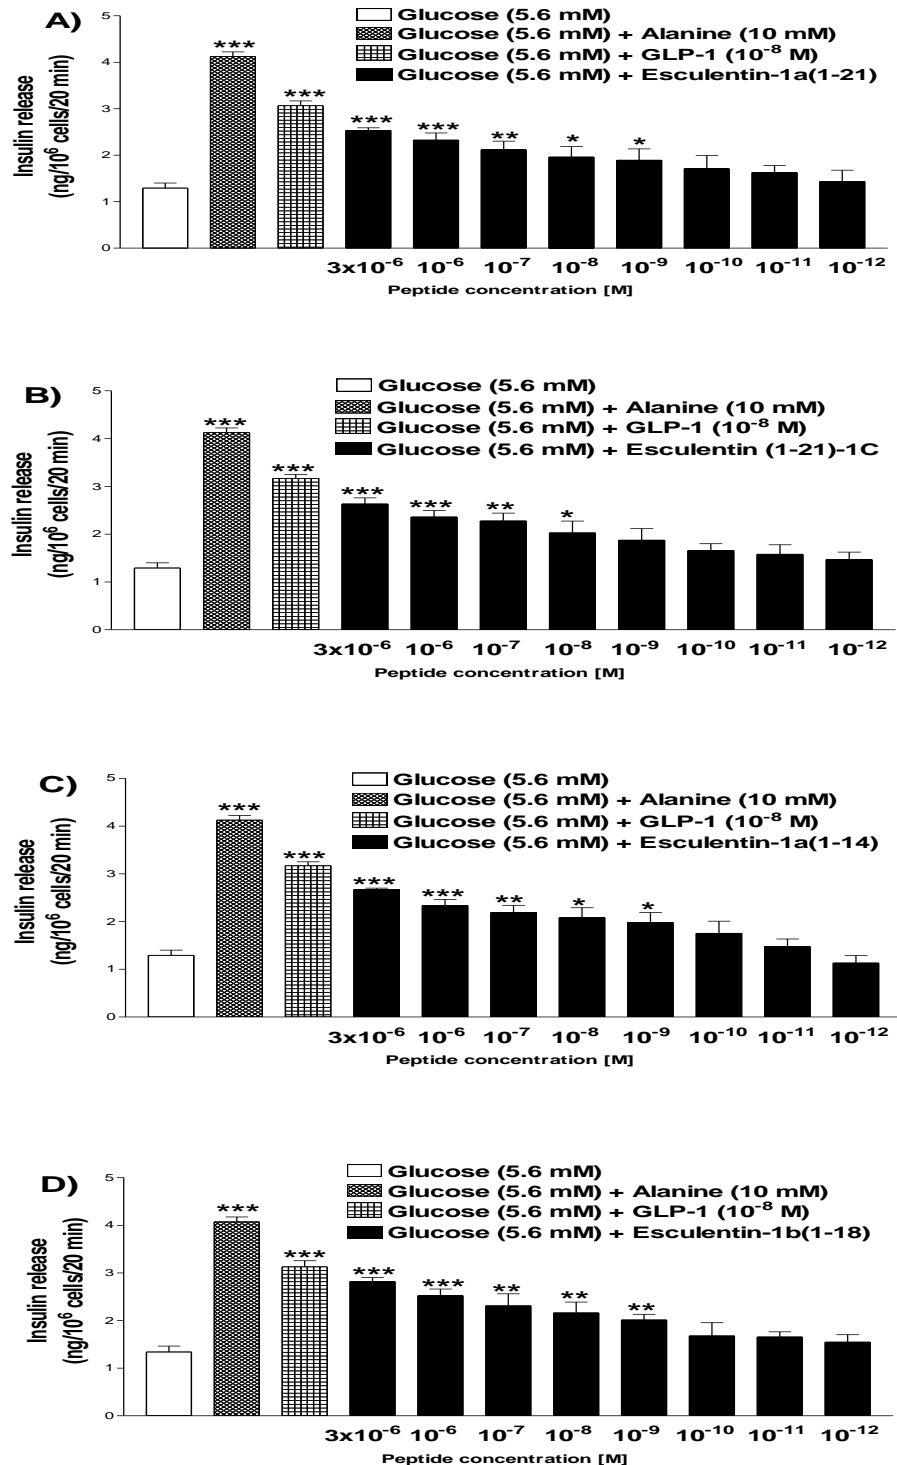 A)
Glucose (5.6 mM)
Glucose (5.6 mM) + Alanine (10 mM)
Glucose (5.6 mM) + GLP-1 (10⁻⁸ M)
Glucose (5.6 mM) + Esculentin-1a(1-21)
Insulin release
(ng/10⁶ cells/20 min)
5
4
3
2
1
0
*** *** *** *** ** * *
3x10⁻⁶ 10⁻⁶ 10⁻⁷ 10⁻⁸ 10⁻⁹ 10⁻¹⁰ 10⁻¹¹ 10⁻¹²
Peptide concentration [M]
B)
Glucose (5.6 mM)
Glucose (5.6 mM) + Alanine (10 mM)
Glucose (5.6 mM) + GLP-1 (10⁻⁸ M)
Glucose (5.6 mM) + Esculentin (1-21)-1C
Insulin release
(ng/10⁶ cells/20 min)
5
4
3
2
1
0
*** *** *** *** ** *
3x10⁻⁶ 10⁻⁶ 10⁻⁷ 10⁻⁸ 10⁻⁹ 10⁻¹⁰ 10⁻¹¹ 10⁻¹²
Peptide concentration [M]
C)
Glucose (5.6 mM)
Glucose (5.6 mM) + Alanine (10 mM)
Glucose (5.6 mM) + GLP-1 (10⁻⁸ M)
Glucose (5.6 mM) + Esculentin-1a(1-14)
Insulin release
(ng/10⁶ cells/20 min)
5
4
3
2
1
0
*** *** *** *** ** * *
3x10⁻⁶ 10⁻⁶ 10⁻⁷ 10⁻⁸ 10⁻⁹ 10⁻¹⁰ 10⁻¹¹ 10⁻¹²
Peptide concentration [M]
D)
Glucose (5.6 mM)
Glucose (5.6 mM) + Alanine (10 mM)
Glucose (5.6 mM) + GLP-1 (10⁻⁸ M)
Glucose (5.6 mM) + Esculentin-1b(1-18)
Insulin release
(ng/10⁶ cells/20 min)
5
4
3
2
1
0
*** *** *** *** ** ** **
3x10⁻⁶ 10⁻⁶ 10⁻⁷ 10⁻⁸ 10⁻⁹ 10⁻¹⁰ 10⁻¹¹ 10⁻¹²
Peptide concentration [M]